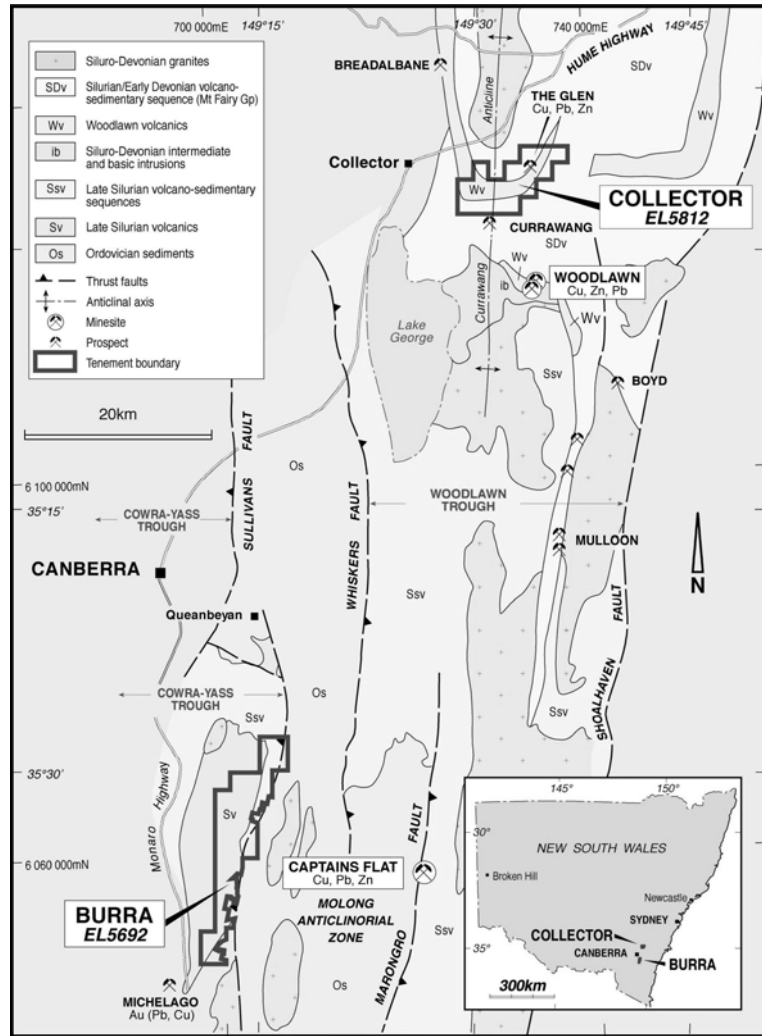 700 000mE
149°15'
149°30'
740 000mE
149°45'
Siluro-Devonian granites
SDv
Silurian/Early Devonian volcano-
sedimentary sequence (Mt Fairy Gp)
Wv
Woodlawn volcanics
ib
Siluro-Devonian intermediate
and basic intrusions
Ssv
Late Silurian volcano-sedimentary
sequences
Sv
Late Silurian volcanics
Os
Ordovician sediments
Thrust faults
Anticlinal axis
Minesite
Prospect
Tenement boundary
20km
BREADALBANE
Anticline
HUME HIGHWAY
SDv
Wv
THE GLEN
Cu, Pb, Zn
Collector
Wv
COLLECTOR
EL5812
CURRAWANG
SDv
Wv
WOODLAWN
Cu, Zn, Pb
ib
Currawang
Wv
Lake
George
Ssv
BOYD
SULLIVANS FAULT
Os
6 100 000mN
35°15'
COWRA-YASS
TROUGH
WHISKERS FAULT
WOODLAWN
TROUGH
MULLOON
CANBERRA
N
Queanbeyan
Ssv
SHOALHAVEN FAULT
COWRA-YASS
TROUGH
Os
Ssv
Ssv
35°30'
Monaro Highway
Sv
6 060 000mN
CAPTAINS FLAT
Cu, Pb, Zn
MOLONG
ANTICLINORIAL
ZONE
BURRA
EL5692
Ssv
MARONGRO FAULT
Os
MICHELAGO
Au (Pb, Cu)
145°
150°
30°
NEW SOUTH WALES
Broken Hill
Newcastle
SYDNEY
COLLECTOR
35°
CANBERRA
BURRA
300km